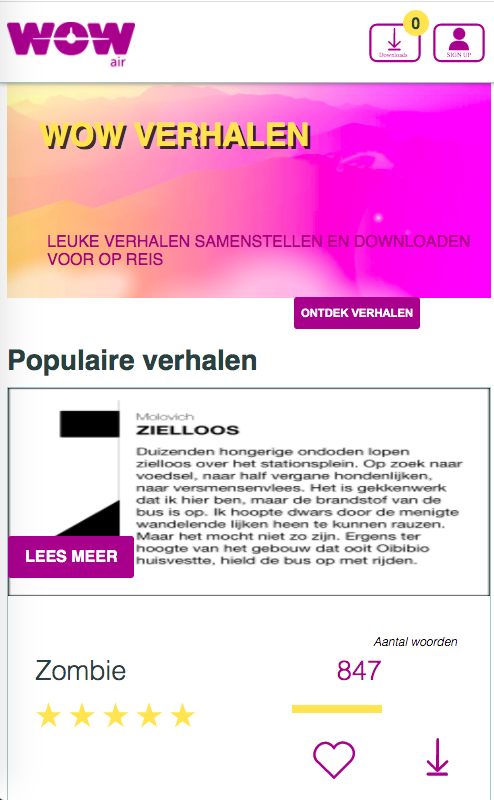 WOW
air
0
Downloads
SIGN UP
WOW VERHALEN
LEUKE VERHALEN SAMENSTELLEN EN DOWNLOADEN
VOOR OP REIS
ONTDEK VERHALEN
Populaire verhalen
Molovich
ZIELLOOS
Duizenden hongerige ondoden lopen
zielloos over het stationsplein. Op zoek naar
voedsel, naar half vergane hondenlijken,
naar versmensenvlees. Het is gekkenwerk
dat ik hier ben, maar de brandstof van de
bus is op. Ik hoopte dwars door de menigte
wandelende lijken heen te kunnen rauzen.
Maar het mocht niet zo zijn. Ergens ter
hoogte van het gebouw dat ooit Oibibio
huisvestte, hield de bus op met rijden.
LEES MEER
Aantal woorden
Zombie
847